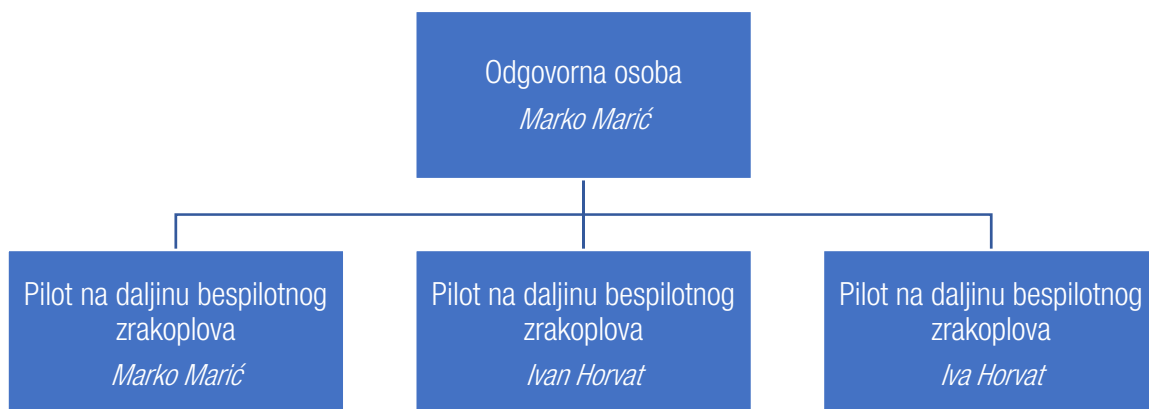 Odgovorna osoba
Marko Marić
Pilot na daljinu bespilotnog
zrakoplova
Marko Marić
Pilot na daljinu bespilotnog
zrakoplova
Ivan Horvat
Pilot na daljinu bespilotnog
zrakoplova
Iva Horvat